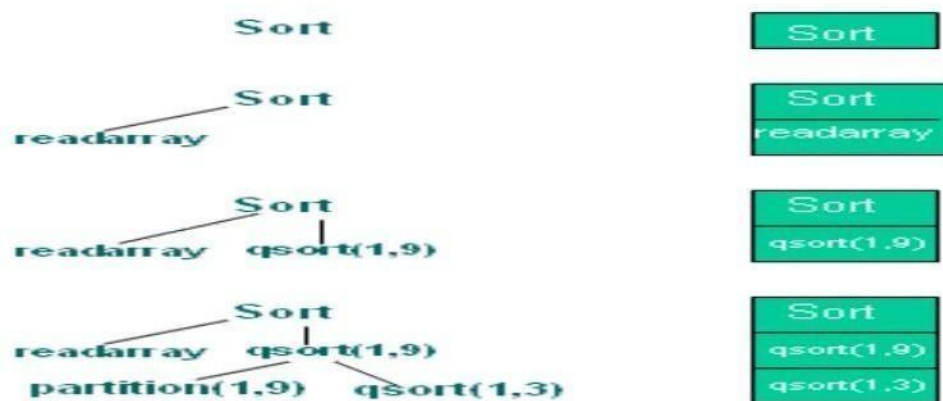 Sort Sort
Sort Sort
readarray readarray
Sort Sort
readarray qsort(1,9) qsort(1,9)
Sort Sort
readarray qsort(1,9) qsort(1,9)
partition(1,9) qsort(1,3) qsort(1,3)